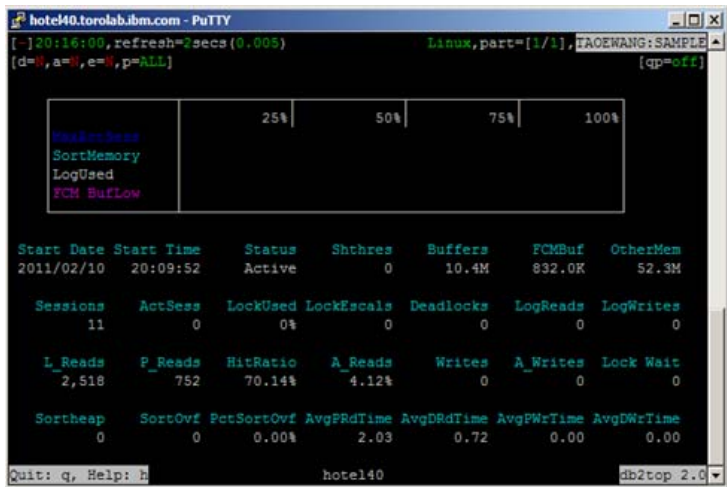 hotel40.torolab.ibm.com - PuTTY
[-]20:16:00,refresh=2secs(0.005) Linux,part=[1/1],TAOEWANG:SAMPLE
[d=N,a=N,e=N,p=ALL] [qp=off]
25% 50% 75% 100%
MaxActSess
SortMemory
LogUsed
FCM BufLow
Start Date Start Time Status Shthres Buffers FCMBuf OtherMem
2011/02/10 20:09:52 Active 0 10.4M 832.0K 52.3M
Sessions ActSess LockUsed LockEscals Deadlocks LogReads LogWrites
11 0 0% 0 0 0 0
L_Reads P_Reads HitRatio A_Reads Writes A_Writes Lock Wait
2,518 752 70.14% 4.12% 0 0 0
Sortheap SortOvf PctSortOvf AvgPRdTime AvgDRdTime AvgPWrTime AvgDWrTime
0 0 0.00% 2.03 0.72 0.00 0.00
Quit: q, Help: h hotel40 db2top 2.0